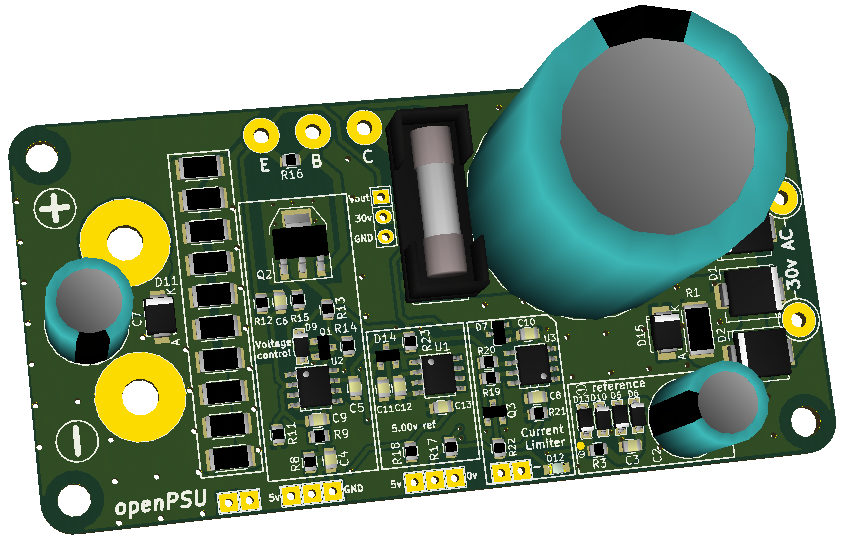 E
B
C
R16
+
Vout
30v
GND
~30v AC~
Q2
D11
K
C7
A
R12
C6
R15
R13
D9
Q1
R14
Voltage
control
U2
C5
C9
R11
R9
R8
C4
D14
R23
U1
C11
C12
C13
5.00v ref
R18
R17
D7
C10
U3
R20
R19
C8
Q3
R21
Current
Limiter
R22
D12
D1
R1
K
D15
A
D2
reference
D13
D10
D5
D6
R3
C3
C2
-
openPSU
5v
GND
5v
0v
-